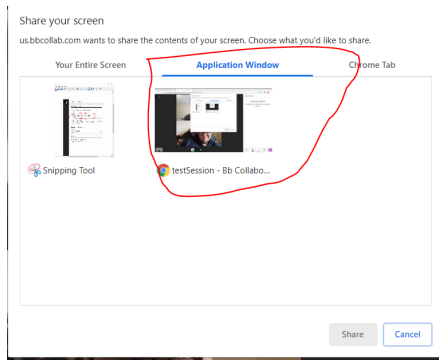 Share your screen
us.bbcollab.com wants to share the contents of your screen. Choose what you'd like to share.
Your Entire Screen Application Window Chrome Tab
Snipping Tool testSession - Bb Collabo...
Share Cancel